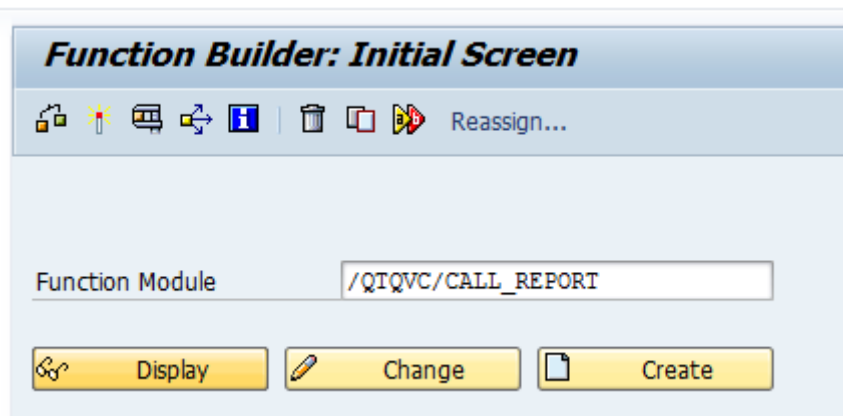 Function Builder: Initial Screen
Reassign...
Function Module /QTQVC/CALL_REPORT
Display Change Create